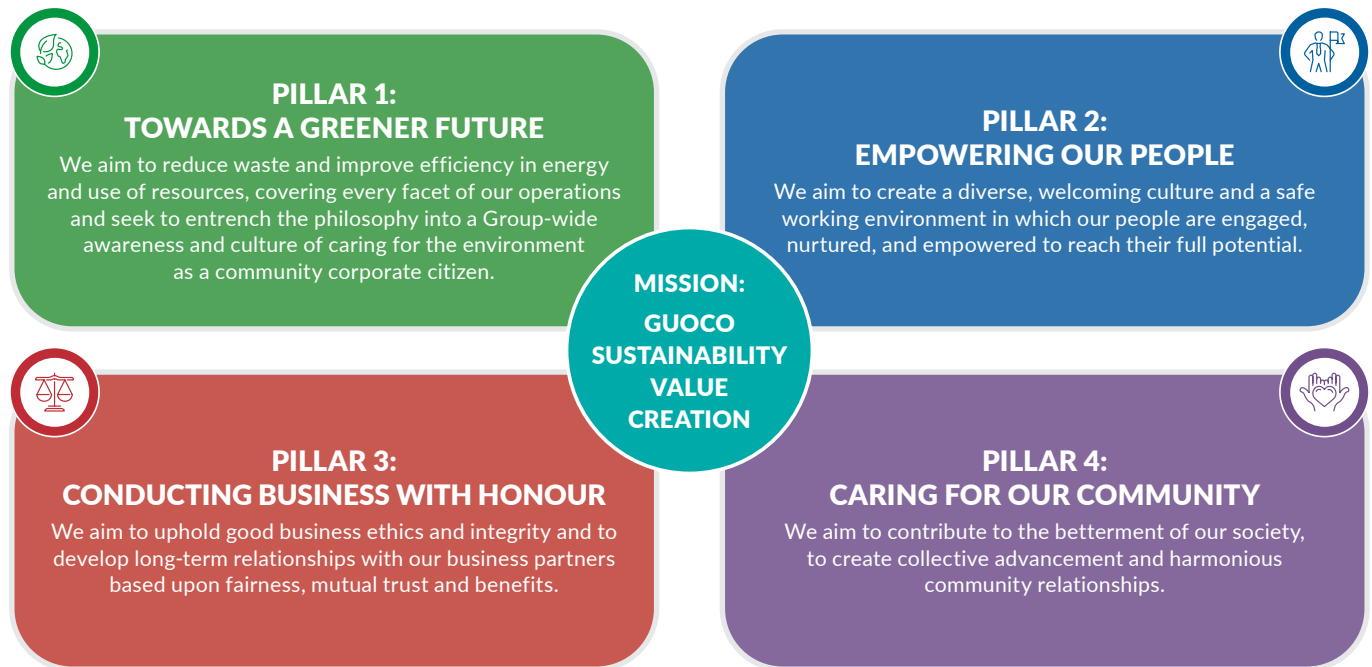 PILLAR 1:
TOWARDS A GREENER FUTURE
We aim to reduce waste and improve efficiency in energy
and use of resources, covering every facet of our operations
and seek to entrench the philosophy into a Group-wide
awareness and culture of caring for the environment
as a community corporate citizen.
PILLAR 2:
EMPOWERING OUR PEOPLE
We aim to create a diverse, welcoming culture and a safe
working environment in which our people are engaged,
nurtured, and empowered to reach their full potential.
MISSION:
GUOCO
SUSTAINABILITY
VALUE
CREATION
PILLAR 3:
CONDUCTING BUSINESS WITH HONOUR
We aim to uphold good business ethics and integrity and to
develop long-term relationships with our business partners
based upon fairness, mutual trust and benefits.
PILLAR 4:
CARING FOR OUR COMMUNITY
We aim to contribute to the betterment of our society,
to create collective advancement and harmonious
community relationships.